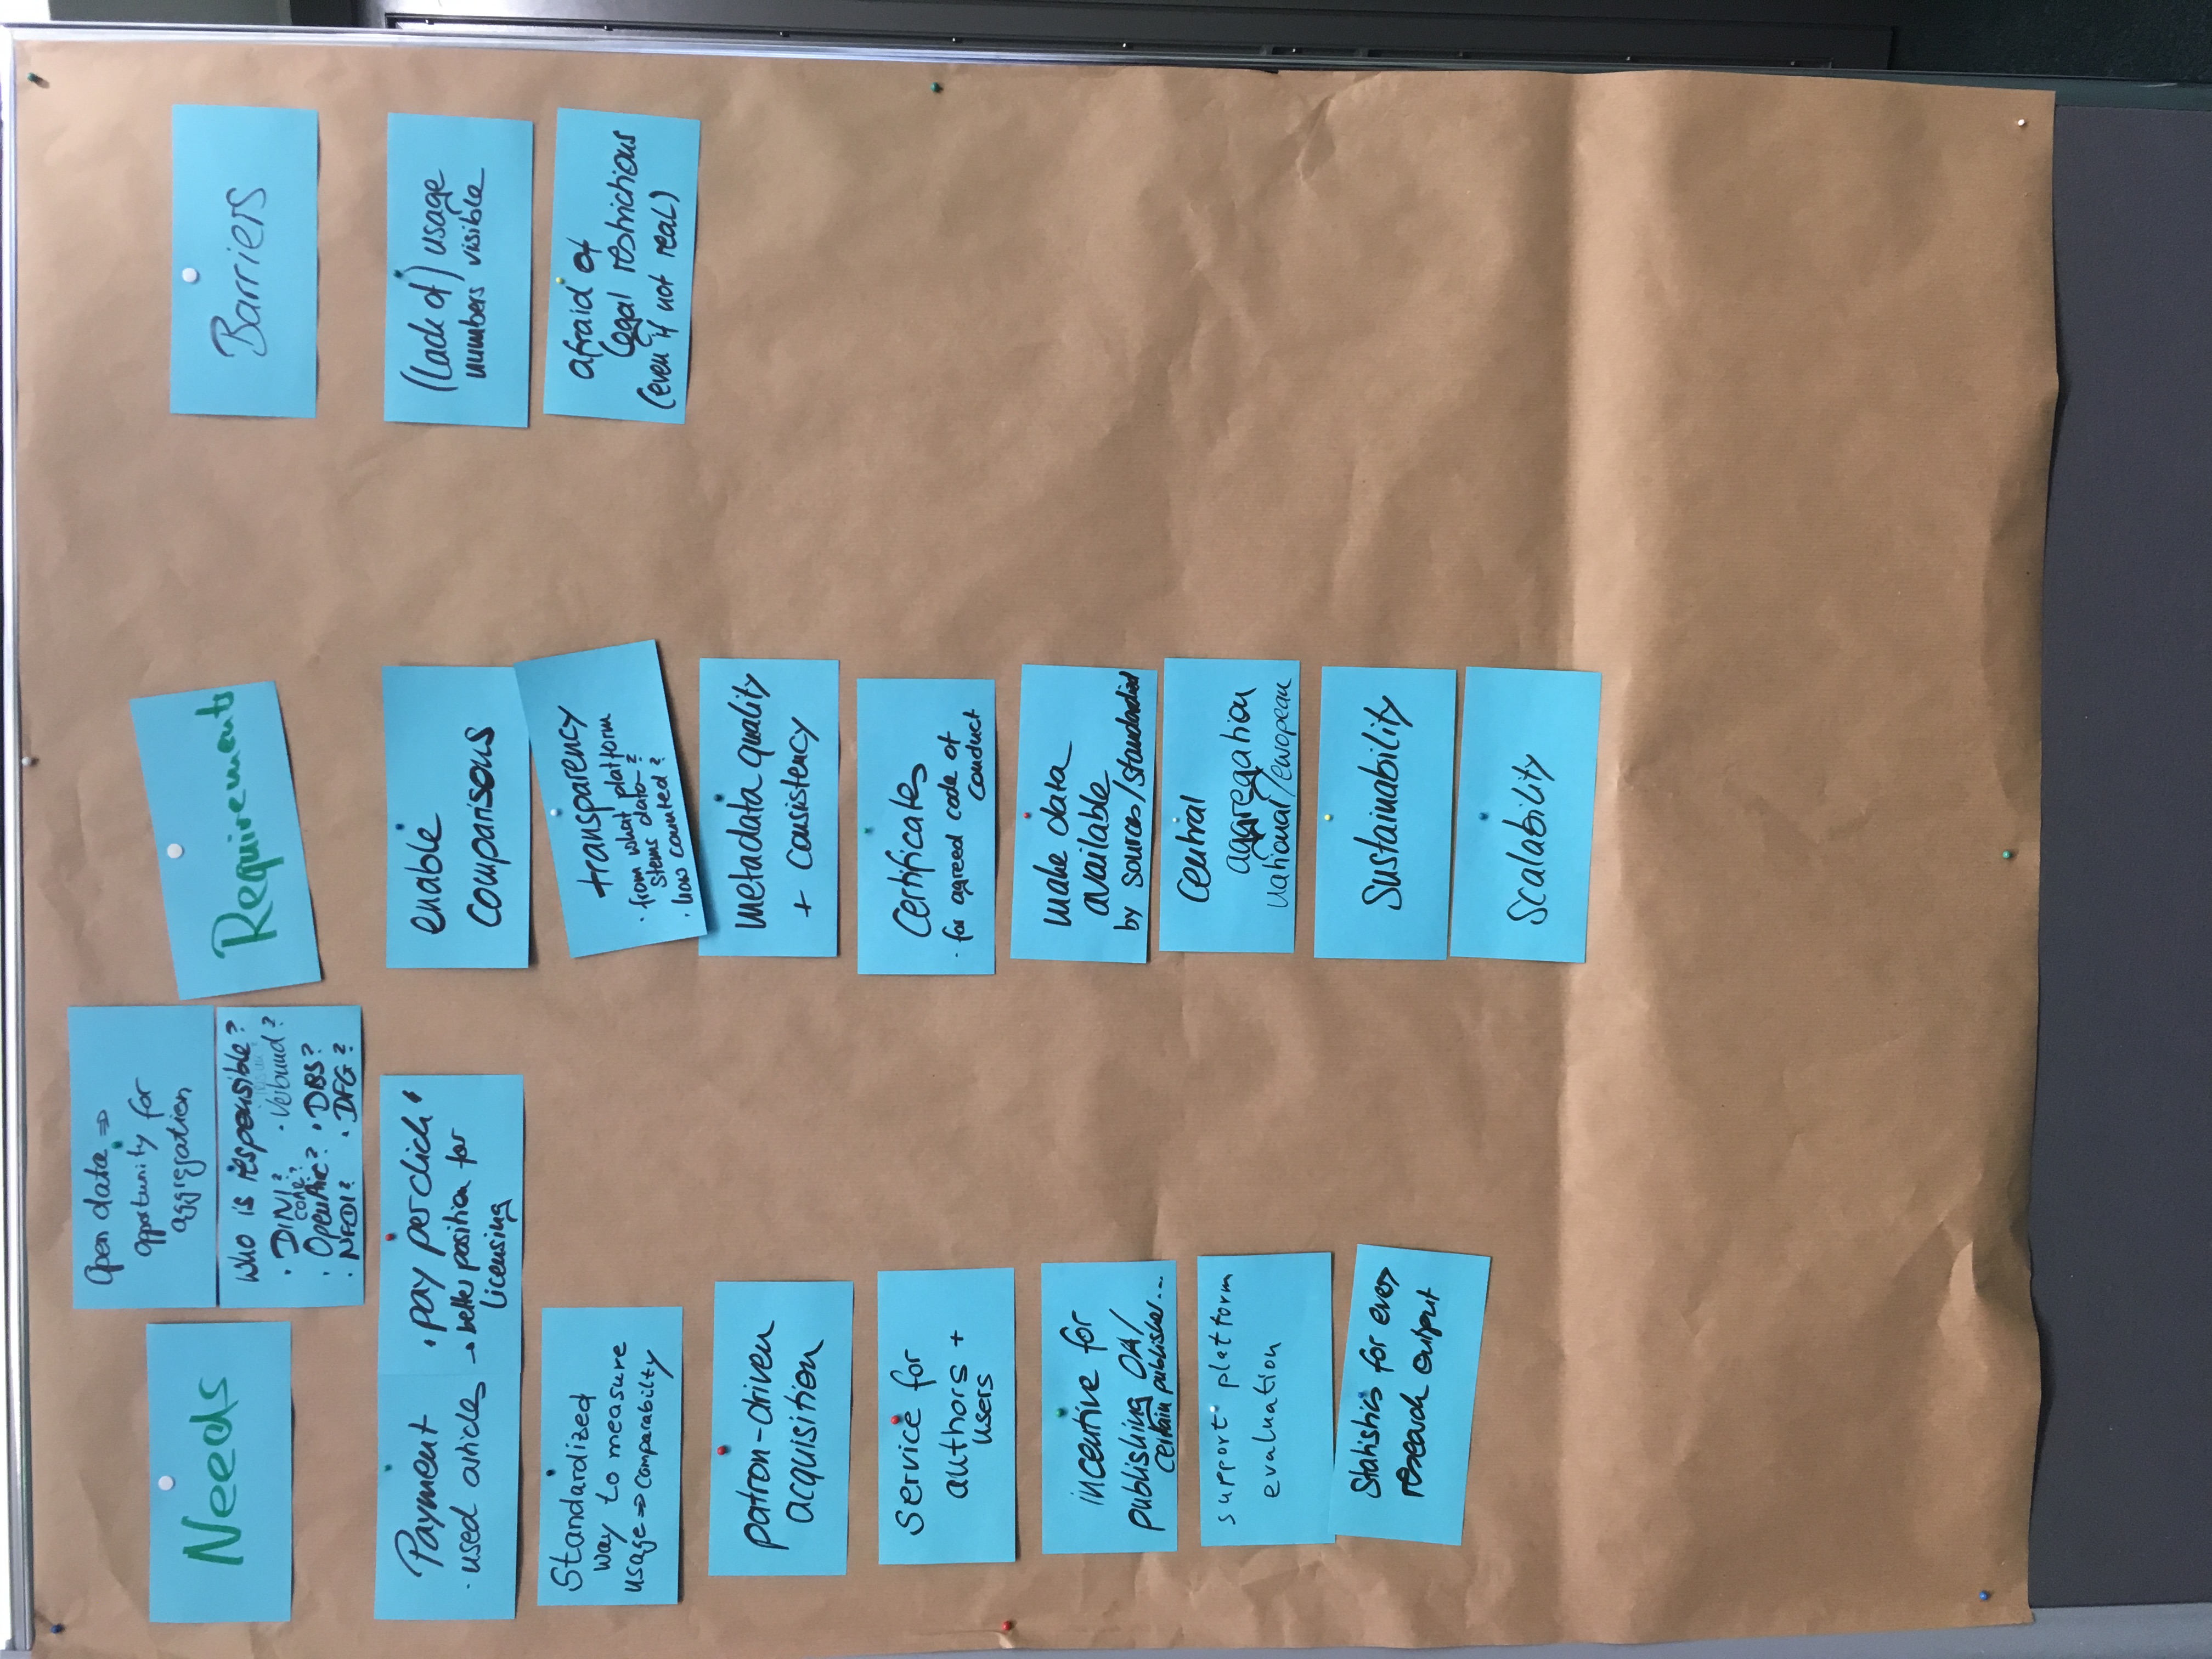 Open data ⇒
opportunity for
aggregation
Needs
Who is responsible?
· DINI? · Verbund?
COAR?
· OpenAire? · DBS?
· NFDI? · DFG?
Requirements
Barriers
Payment
· used articles
"pay per click"
→ better position for
licensing
Standardized
way to measure
usage ⇒ comparability
patron-driven
acquisition
Service for
authors +
users
incentive for
publishing OA/
certain publisher...
support platform
evaluation
Statistics for every
research output
enable
comparisons
transparency
· from what platform
stems data?
· how counted?
metadata quality
+ consistency
Certificates
· for agreed code of
conduct
make data
available
by sources/standardized
Central
aggregation
national/european
Sustainability
Scalability
(Lack of) usage
numbers visible
afraid of
legal restrictions
(even if not real)